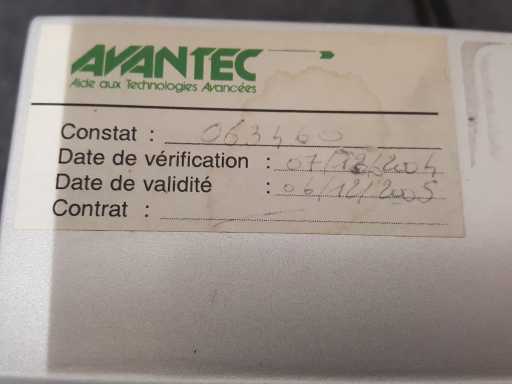 AVANTEC
Aide aux Technologies Avancées
Constat : 063460
Date de vérification : 07/12/2004
Date de validité : 06/12/2005
Contrat :